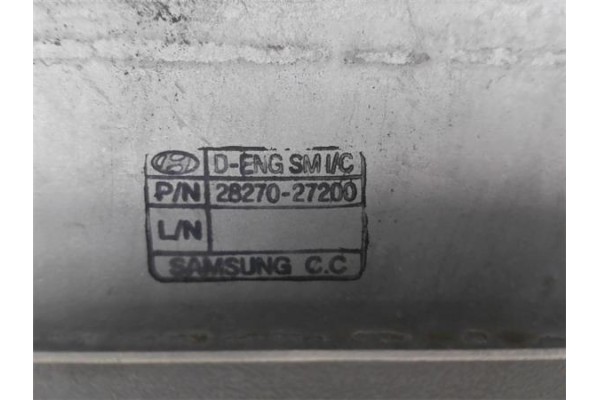 D-ENG SM I/C
P/N 28270-27200
L/N
SAMSUNG C.C